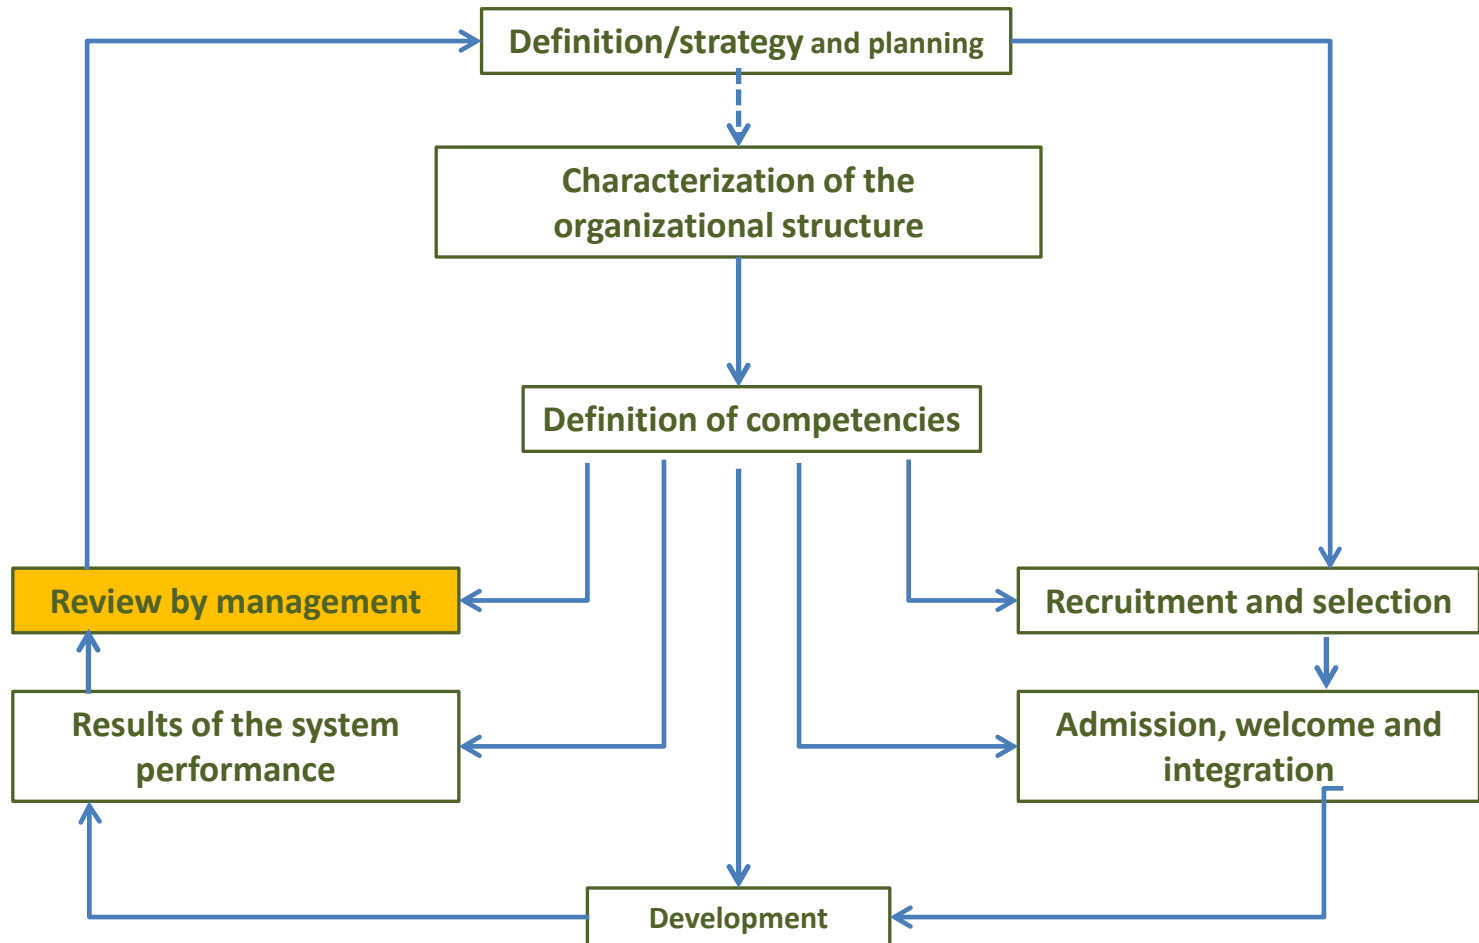 Definition/strategy and planning
Characterization of the
organizational structure
Definition of competencies
Review by management
Recruitment and selection
Results of the system
performance
Admission, welcome and
integration
Development